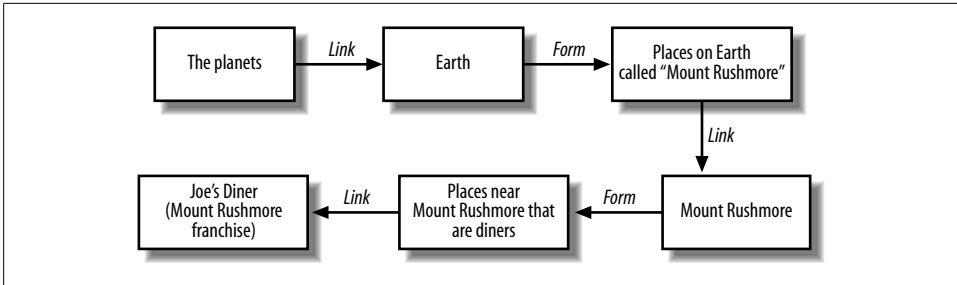 The planets
Link
Earth
Form
Places on Earth
called “Mount Rushmore”
Link
Mount Rushmore
Form
Places near
Mount Rushmore that
are diners
Link
Joe’s Diner
(Mount Rushmore
franchise)